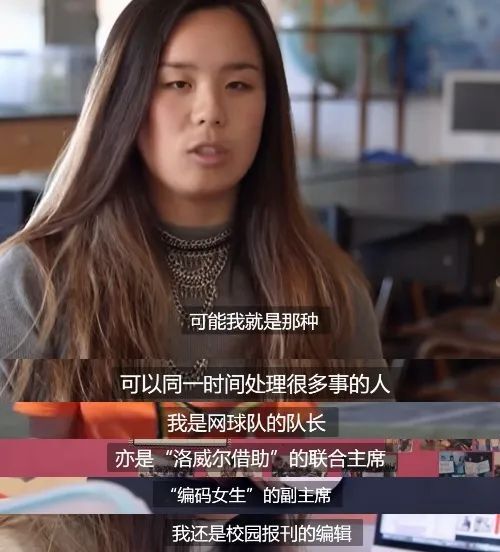 可能我就是那种
可以同一时间处理很多事的人
我是网球队的队长
亦是“洛威尔借助”的联合主席
“编码女生”的副主席
我还是校园报刊的编辑